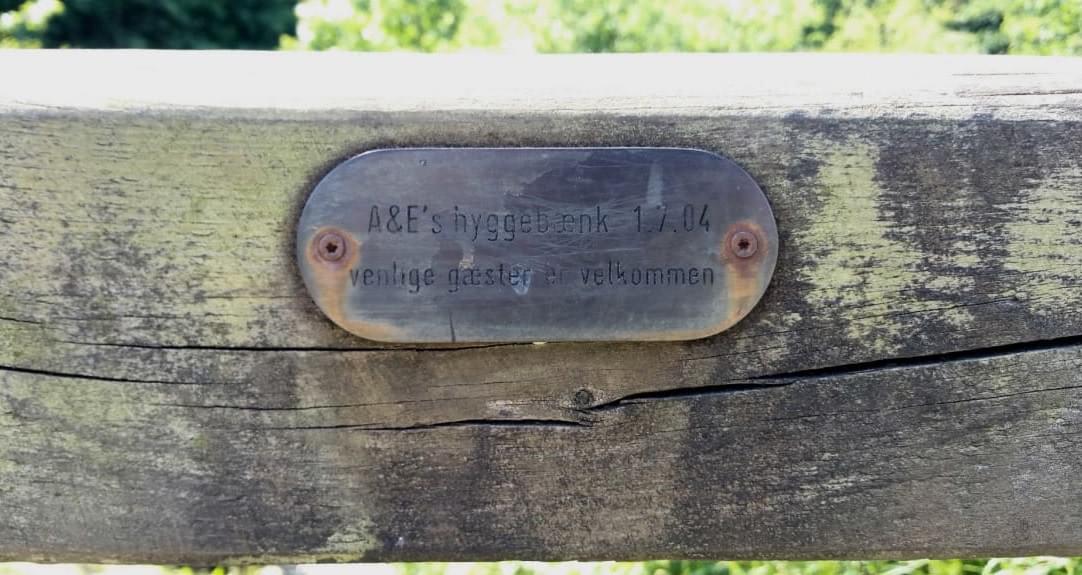 A&E's hyggebænk 1.7.04
venlige gæster er velkommen